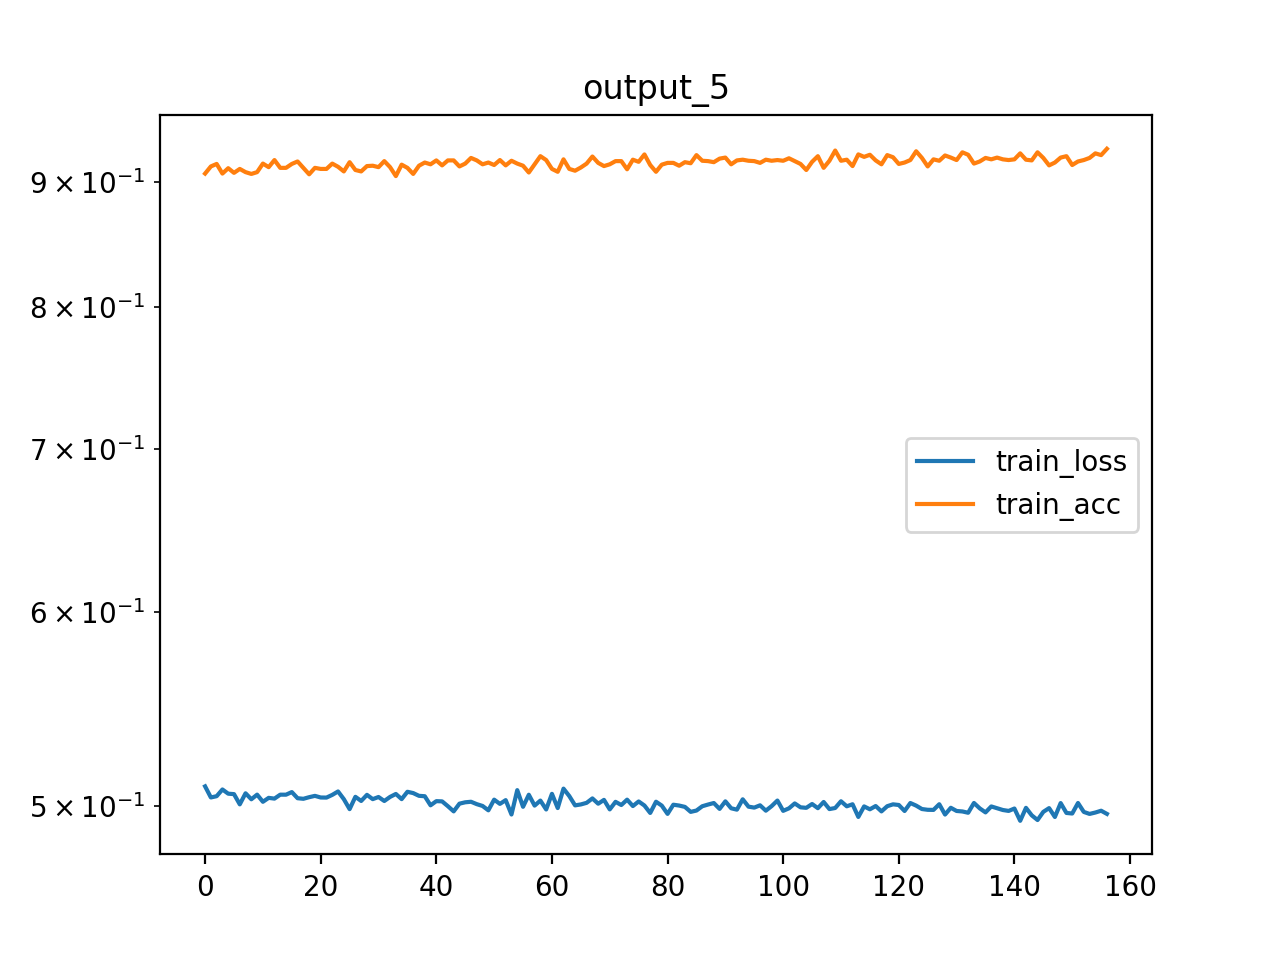 output_5
9 × 10⁻¹
8 × 10⁻¹
7 × 10⁻¹
6 × 10⁻¹
5 × 10⁻¹
train_loss
train_acc
0 20 40 60 80 100 120 140 160